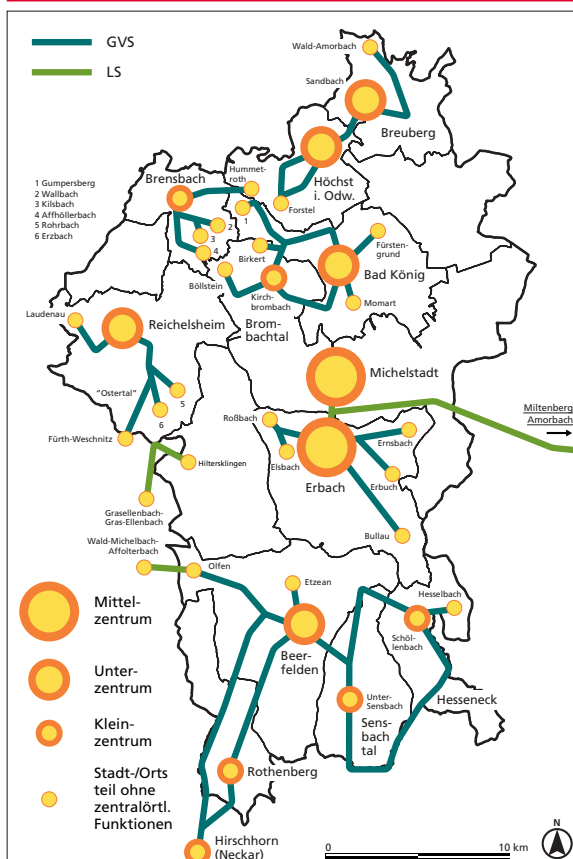 GVS
LS
Wald-Amorbach
Sandbach
Breuberg
1 Gumpersberg
2 Wallbach
3 Kilsbach
4 Affhöllerbach
5 Rohrbach
6 Erzbach
Brensbach
Hummet-
roth
Höchst
i. Odw.
Forstel
1
2
3
4
Birkert
Fürsten-
grund
Böllstein
Kirch-
brombach
Bad König
Momart
Laudenau
Reichelsheim
Brom-
bachtal
Michelstadt
"Ostertal"
5
6
Miltenberg
Amorbach
Roßbach
Ernsbach
Fürth-Weschnitz
Elsbach
Erbach
Erbuch
Hiltersklingen
Grasellenbach-
Gras-Ellenbach
Bullau
Wald-Michelbach-
Affolterbach
Olfen
Etzean
Hesselbach
Mittel-
zentrum
Beer-
felden
Schöl-
lenbach
Unter-
zentrum
Unter-
Sensbach
Hesseneck
Sens-
bach
tal
Klein-
zentrum
Rothenberg
Stadt-/Orts
teil ohne
zentralörtl.
Funktionen
Hirschhorn
(Neckar)
0
10 km
N